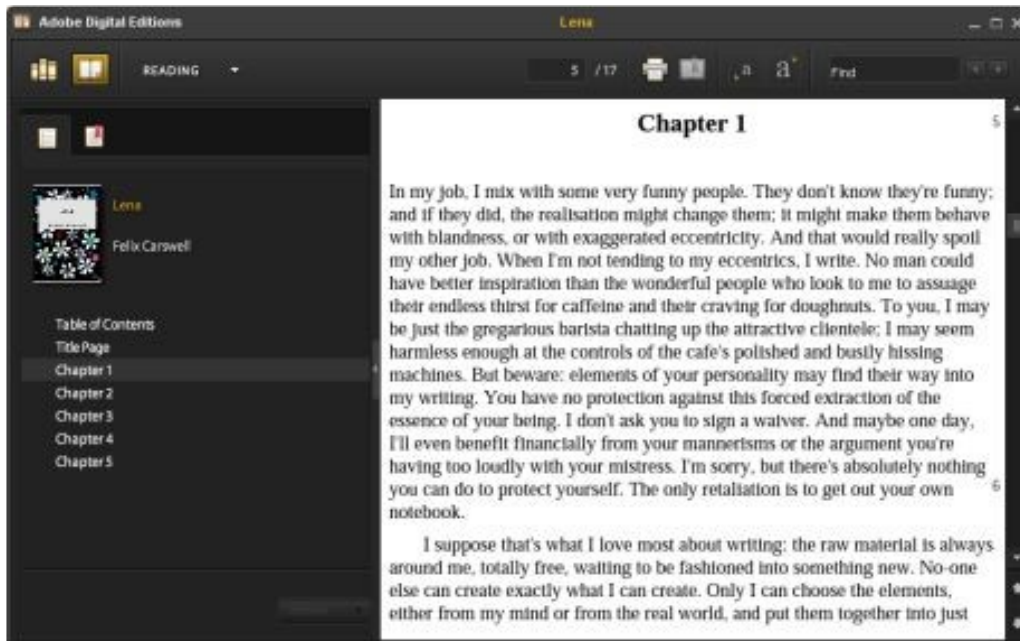 Adobe Digital Editions
Lena
READING
5 /17
a
a
Find
Lena
Felix Carswell
Table of Contents
Title Page
Chapter 1
Chapter 2
Chapter 3
Chapter 4
Chapter 5
Chapter 1
5
In my job, I mix with some very funny people. They don't know they're funny;
and if they did, the realisation might change them; it might make them behave
with blandness, or with exaggerated eccentricity. And that would really spoil
my other job. When I'm not tending to my eccentrics, I write. No man could
have better inspiration than the wonderful people who look to me to assuage
their endless thirst for caffeine and their craving for doughnuts. To you, I may
be just the gregarious barista chatting up the attractive clientele; I may seem
harmless enough at the controls of the cafe's polished and busily hissing
machines. But beware: elements of your personality may find their way into
my writing. You have no protection against this forced extraction of the
essence of your being. I don't ask you to sign a waiver. And maybe one day,
I'll even benefit financially from your mannerisms or the argument you're
having too loudly with your mistress. I'm sorry, but there's absolutely nothing
you can do to protect yourself. The only retaliation is to get out your own
6
notebook.
I suppose that's what I love most about writing: the raw material is always
around me, totally free, waiting to be fashioned into something new. No-one
else can create exactly what I can create. Only I can choose the elements,
either from my mind or from the real world, and put them together into just